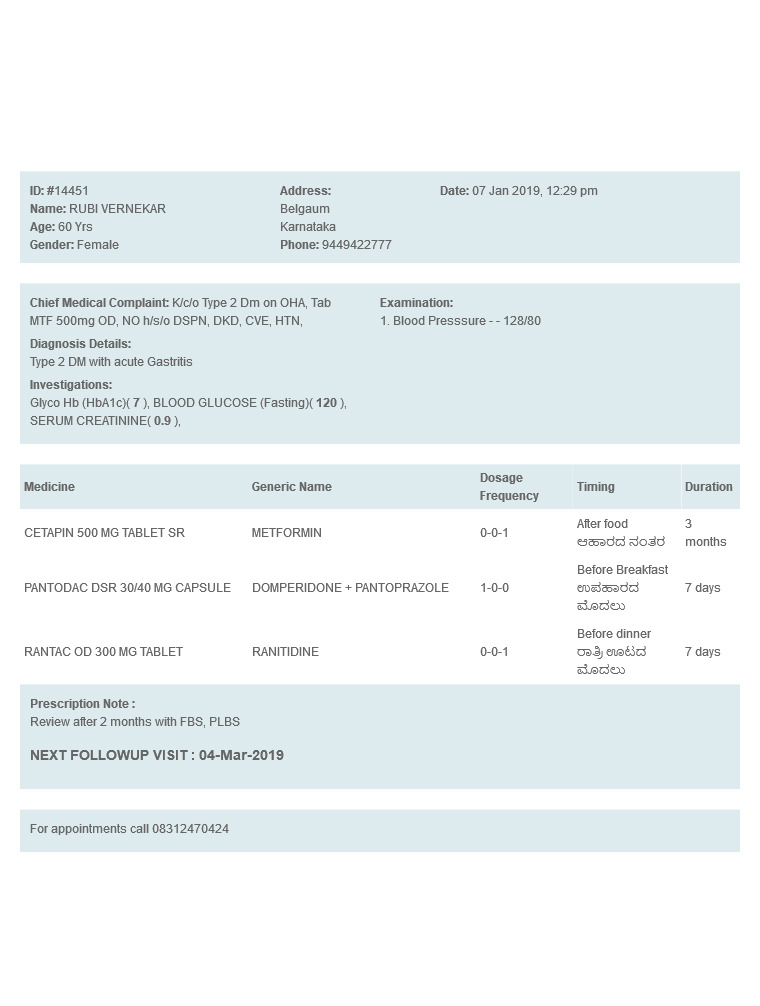 ID: #14451
Name: RUBI VERNEKAR
Age: 60 Yrs
Gender: Female
Address:
Belgaum
Karnataka
Phone: 9449422777
Date: 07 Jan 2019, 12:29 pm
Chief Medical Complaint: K/c/o Type 2 Dm on OHA, Tab
MTF 500mg OD, NO h/s/o DSPN, DKD, CVE, HTN,
Diagnosis Details:
Type 2 DM with acute Gastritis
Investigations:
Glyco Hb (HbA1c)( 7 ), BLOOD GLUCOSE (Fasting)( 120 ),
SERUM CREATININE( 0.9 ),
Examination:
1. Blood Presssure - - 128/80
Medicine Generic Name Dosage Frequency Timing Duration
CETAPIN 500 MG TABLET SR METFORMIN 0-0-1 After food ಆಹಾರದ ನಂತರ 3 months
PANTODAC DSR 30/40 MG CAPSULE DOMPERIDONE + PANTOPRAZOLE 1-0-0 Before Breakfast ಉಪಹಾರದ ಮೊದಲು 7 days
RANTAC OD 300 MG TABLET RANITIDINE 0-0-1 Before dinner ರಾತ್ರಿ ಊಟದ ಮೊದಲು 7 days
Prescription Note :
Review after 2 months with FBS, PLBS
NEXT FOLLOWUP VISIT : 04-Mar-2019
For appointments call 08312470424